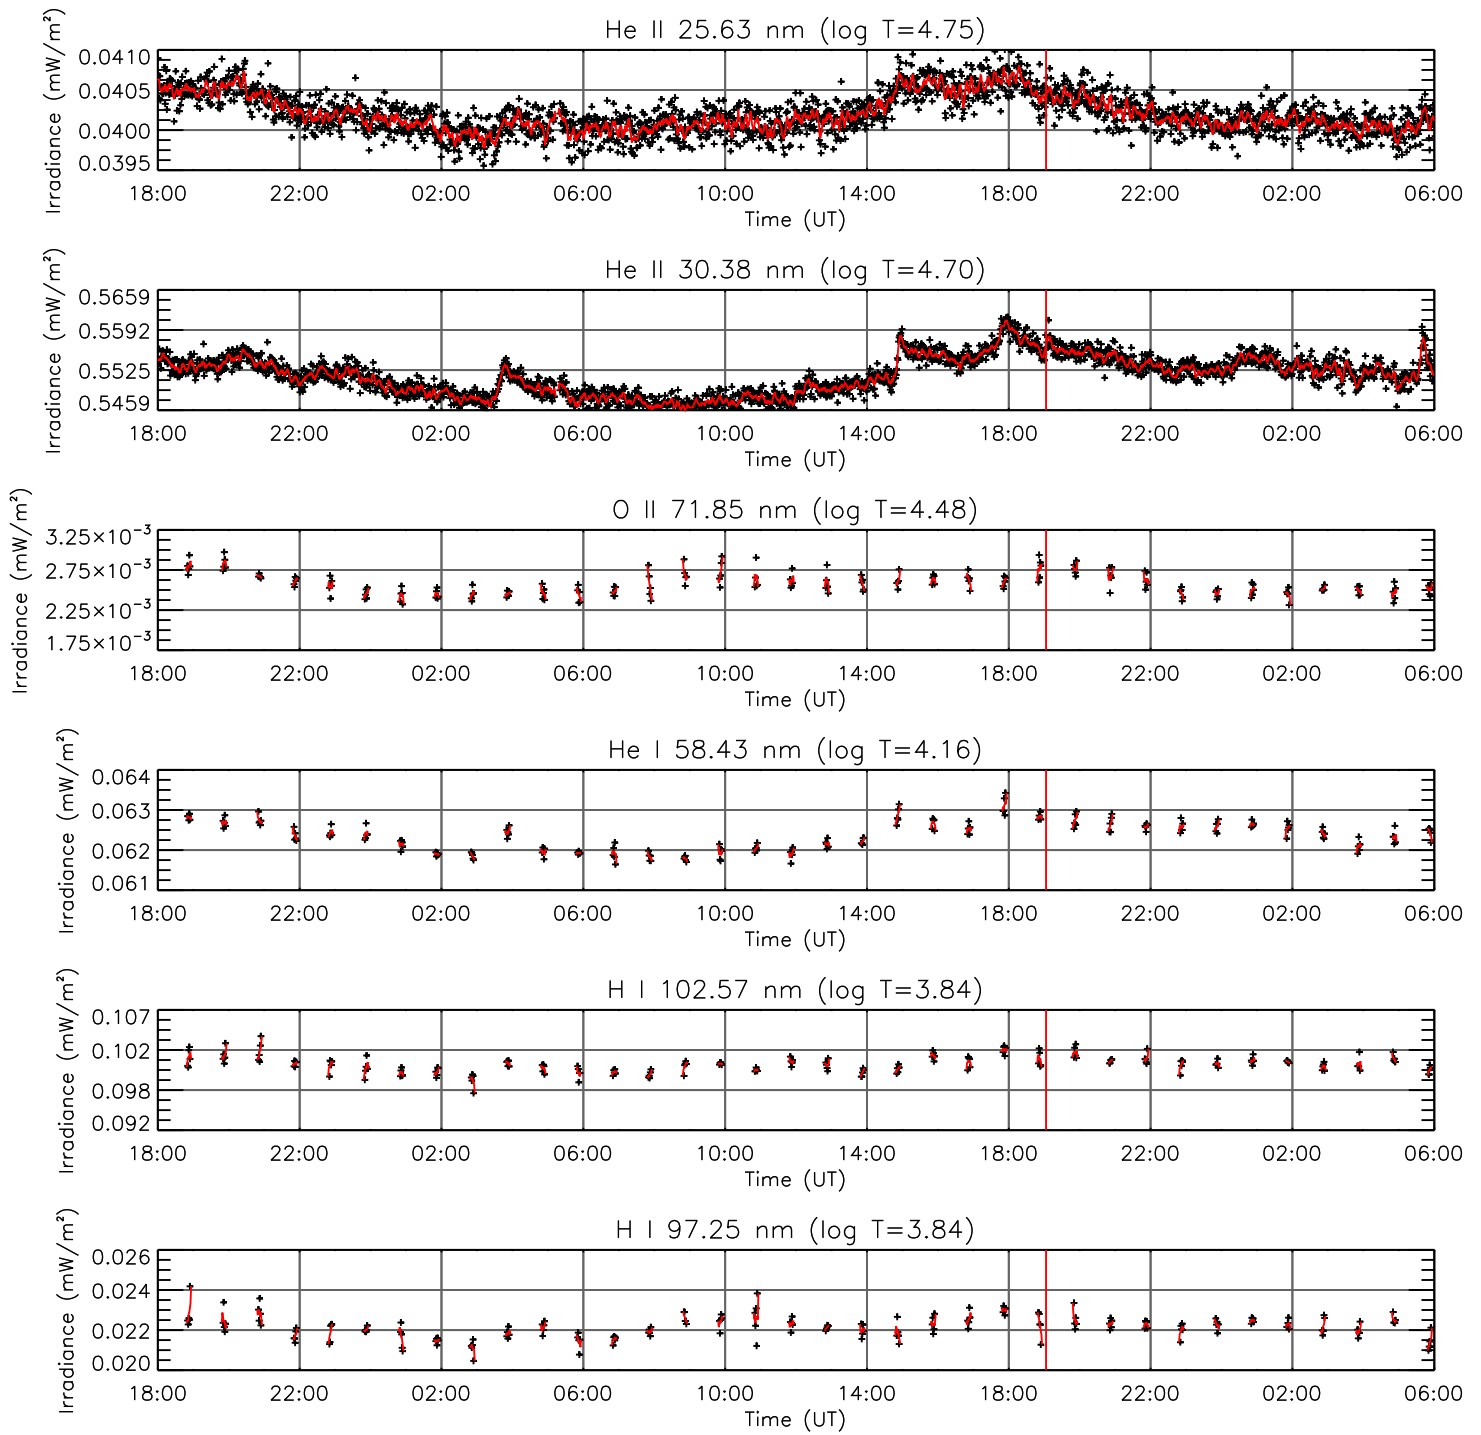 He II 25.63 nm (log T=4.75)
Irradiance (mW/m²)
0.0410
0.0405
0.0400
0.0395
18:00 22:00 02:00 06:00 10:00 14:00 18:00 22:00 02:00 06:00
Time (UT)
He II 30.38 nm (log T=4.70)
Irradiance (mW/m²)
0.5659
0.5592
0.5525
0.5459
18:00 22:00 02:00 06:00 10:00 14:00 18:00 22:00 02:00 06:00
Time (UT)
O II 71.85 nm (log T=4.48)
Irradiance (mW/m²)
3.25×10⁻³
2.75×10⁻³
2.25×10⁻³
1.75×10⁻³
18:00 22:00 02:00 06:00 10:00 14:00 18:00 22:00 02:00 06:00
Time (UT)
He I 58.43 nm (log T=4.16)
Irradiance (mW/m²)
0.064
0.063
0.062
0.061
18:00 22:00 02:00 06:00 10:00 14:00 18:00 22:00 02:00 06:00
Time (UT)
H I 102.57 nm (log T=3.84)
Irradiance (mW/m²)
0.107
0.102
0.098
0.092
18:00 22:00 02:00 06:00 10:00 14:00 18:00 22:00 02:00 06:00
Time (UT)
H I 97.25 nm (log T=3.84)
Irradiance (mW/m²)
0.026
0.024
0.022
0.020
18:00 22:00 02:00 06:00 10:00 14:00 18:00 22:00 02:00 06:00
Time (UT)